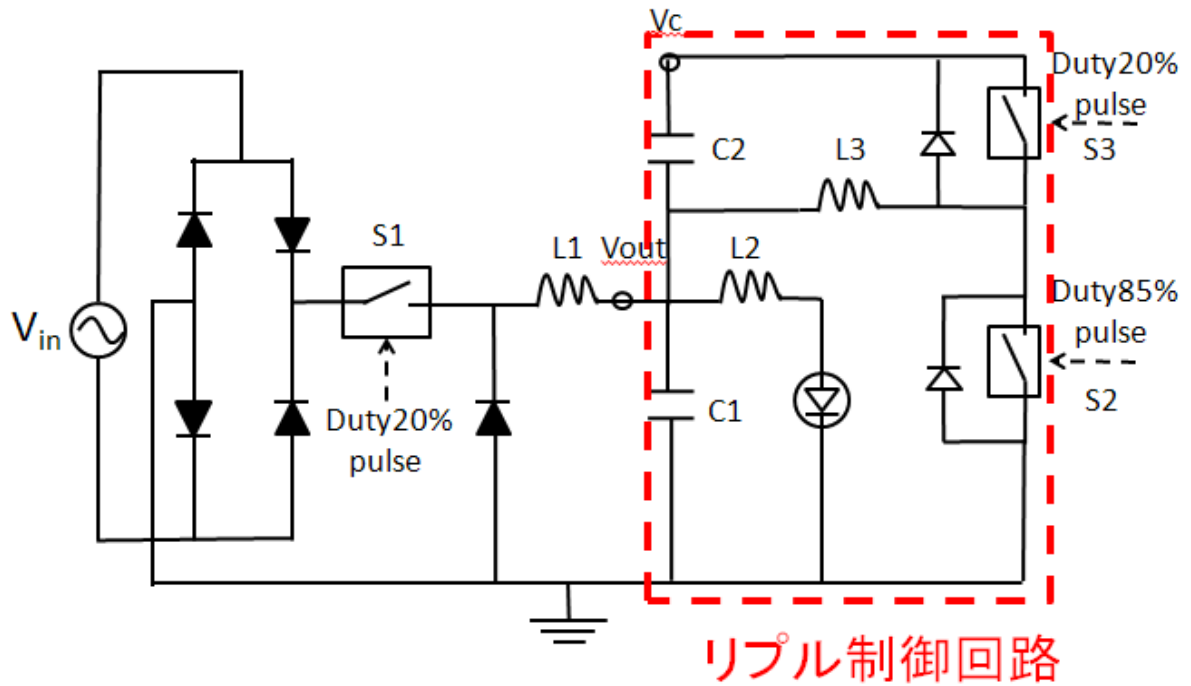 Vc
Duty20%
pulse
S3
C2
L3
S1
L1
Vout
L2
Vin
Duty20%
pulse
C1
Duty85%
pulse
S2
リプル制御回路